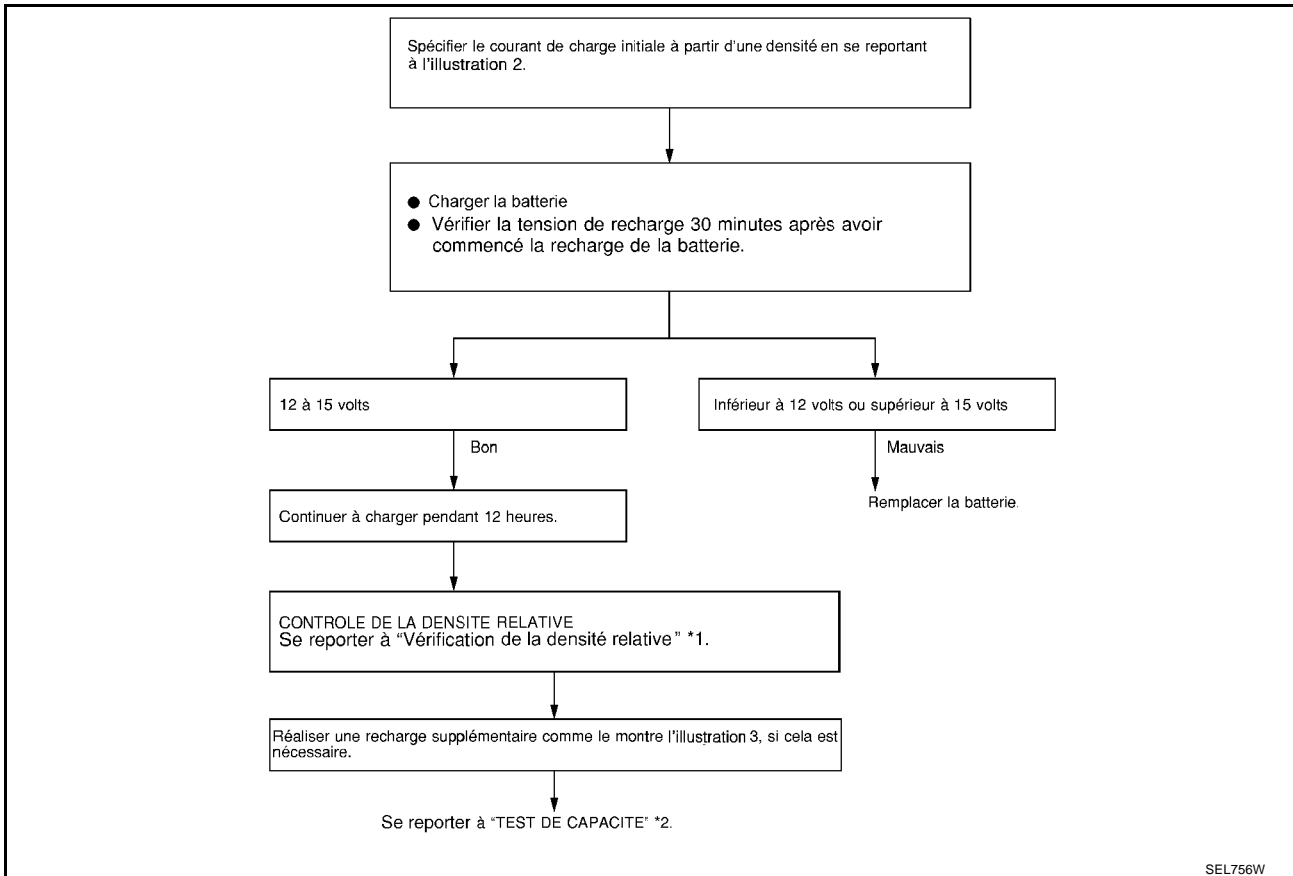 Spécifier le courant de charge initiale à partir d'une densité en se reportant
à l'illustration 2.
● Charger la batterie
● Vérifier la tension de recharge 30 minutes après avoir
commencé la recharge de la batterie.
12 à 15 volts
Inférieur à 12 volts ou supérieur à 15 volts
Bon
Mauvais
Continuer à charger pendant 12 heures.
Remplacer la batterie.
CONTROLE DE LA DENSITE RELATIVE
Se reporter à “Vérification de la densité relative” *1.
Réaliser une recharge supplémentaire comme le montre l'illustration 3, si cela est
nécessaire.
Se reporter à “TEST DE CAPACITE” *2.
SEL756W